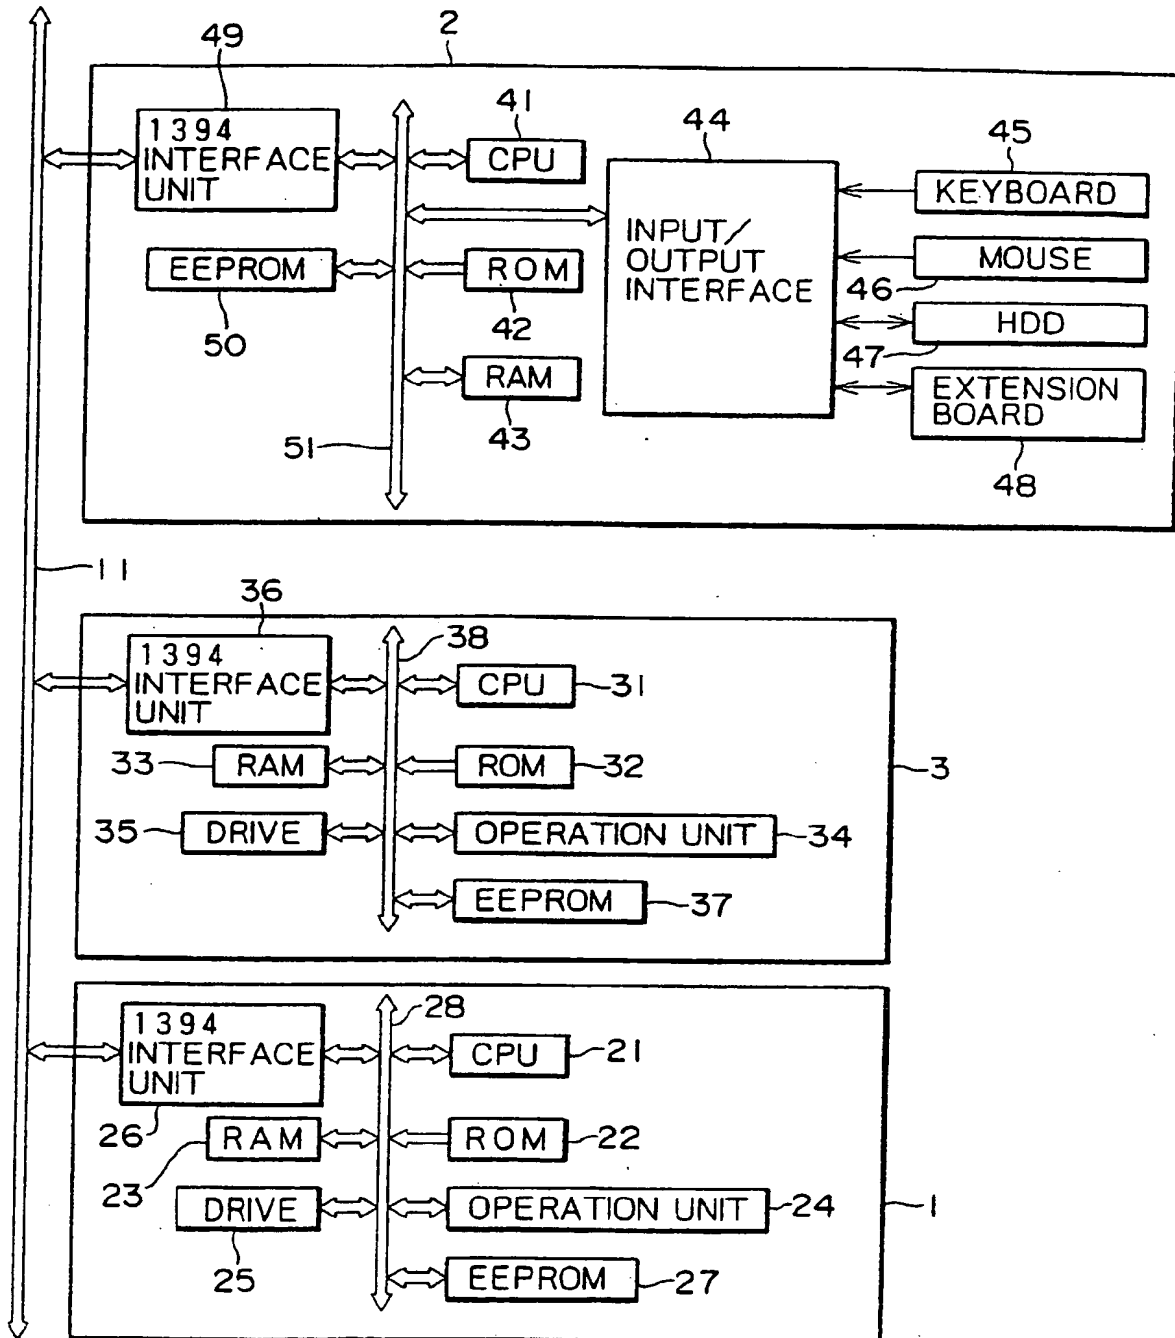 49
2
1394
INTERFACE
UNIT
41
CPU
44
45
KEYBOARD
INPUT/
OUTPUT
INTERFACE
MOUSE
46
EEPROM
50
ROM
42
HDD
47
RAM
43
EXTENSION
BOARD
48
51
11
36
1394
INTERFACE
UNIT
38
CPU
31
33
RAM
ROM
32
3
35
DRIVE
OPERATION UNIT
34
EEPROM
37
1394
INTERFACE
UNIT
26
28
CPU
21
RAM
23
ROM
22
DRIVE
25
OPERATION UNIT
24
1
EEPROM
27